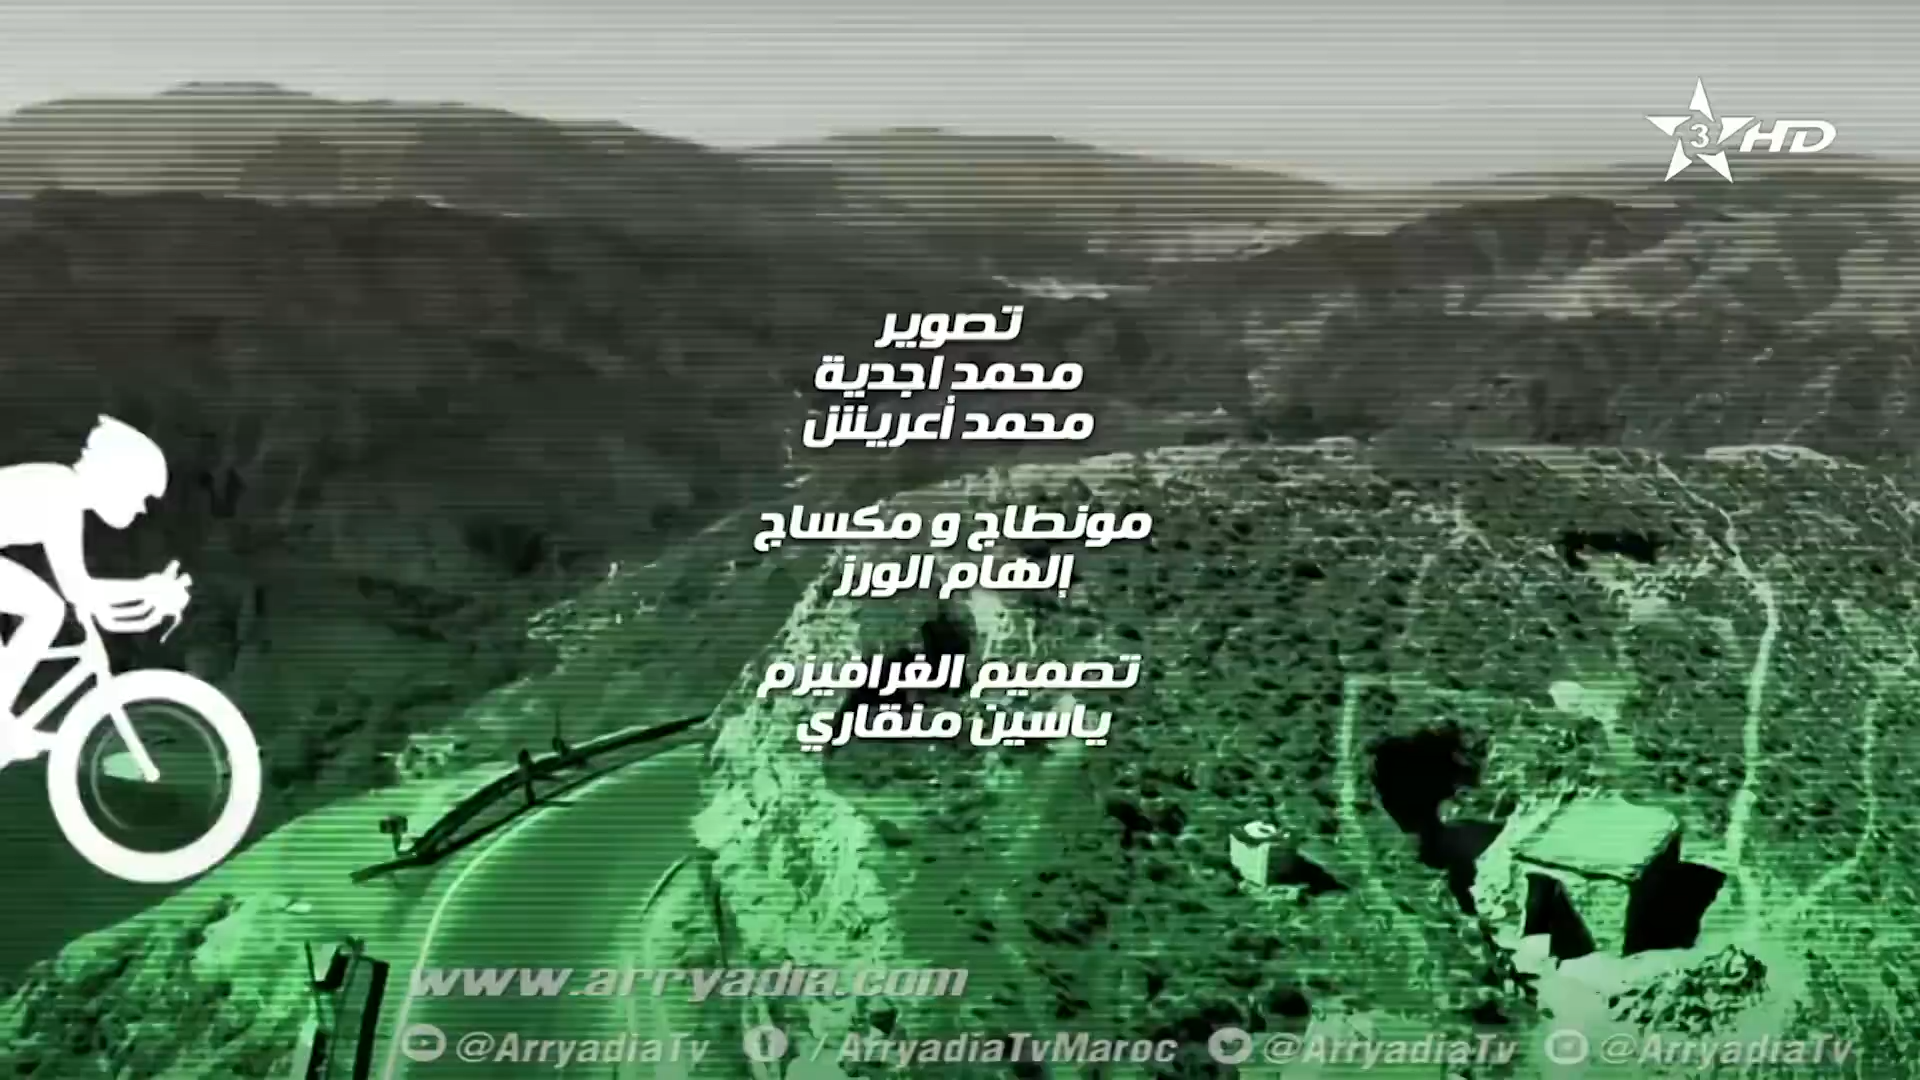 3 HD
تصوير
محمد اجدية
محمد أعريش
مونطاج و مكساج
إلهام الورز
تصميم الغرافيزم
ياسين منقاري
www.arryadia.com
@ArryadiaTv / ArryadiaTvMaroc @ArryadiaTv @ArryadiaTv